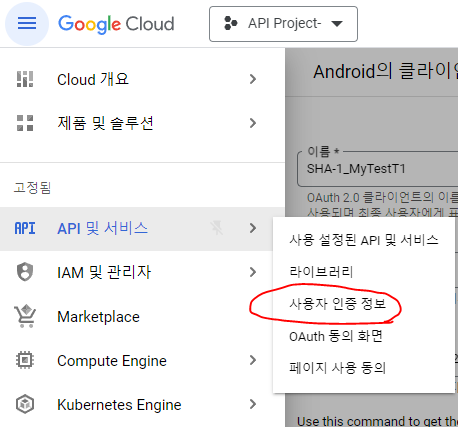 Google Cloud
API Project-
Cloud 개요
제품 및 솔루션
고정됨
API API 및 서비스
IAM 및 관리자
Marketplace
Compute Engine
Kubernetes Engine
Android의 클라이언
이름 *
SHA-1_MyTestT1
OAuth 2.0 클라이언트의 이름
사용되며 최종 사용자에게 표
사용 설정된 API 및 서비스
라이브러리
사용자 인증 정보
OAuth 동의 화면
페이지 사용 동의
Use this command to get the